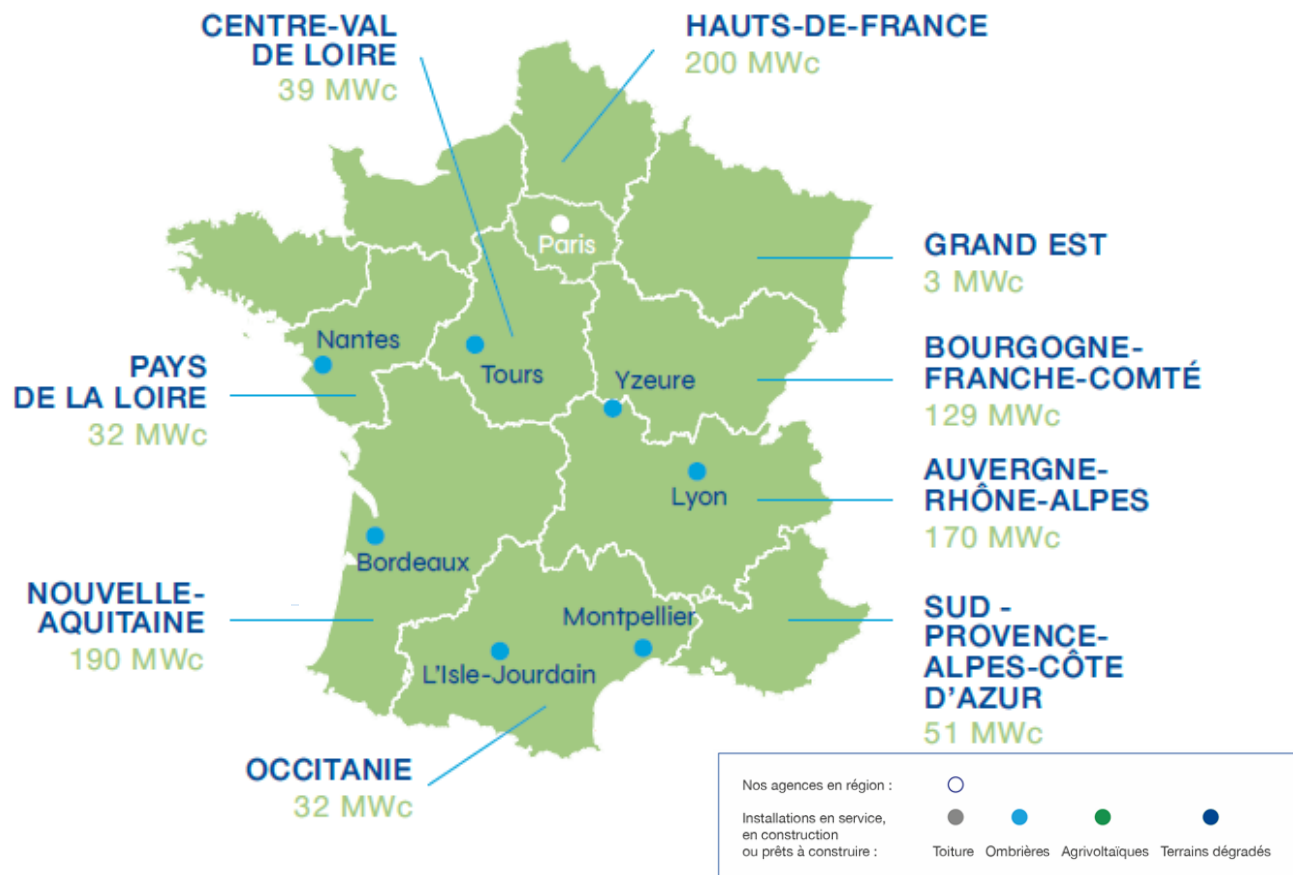 CENTRE-VAL
DE LOIRE
39 MWc
HAUTS-DE-FRANCE
200 MWc
Paris
GRAND EST
3 MWc
Nantes
Tours
Yzeure
BOURGOGNE-
FRANCHE-COMTÉ
129 MWc
PAYS
DE LA LOIRE
32 MWc
Lyon
AUVERGNE-
RHÔNE-ALPES
170 MWc
Bordeaux
NOUVELLE-
AQUITAINE
190 MWc
Montpellier
L'Isle-Jourdain
SUD -
PROVENCE-
ALPES-CÔTE
D'AZUR
51 MWc
OCCITANIE
32 MWc
Nos agences en région :
Installations en service,
en construction
ou prêts à construire :
Toiture Ombrières Agrivoltaïques Terrains dégradés